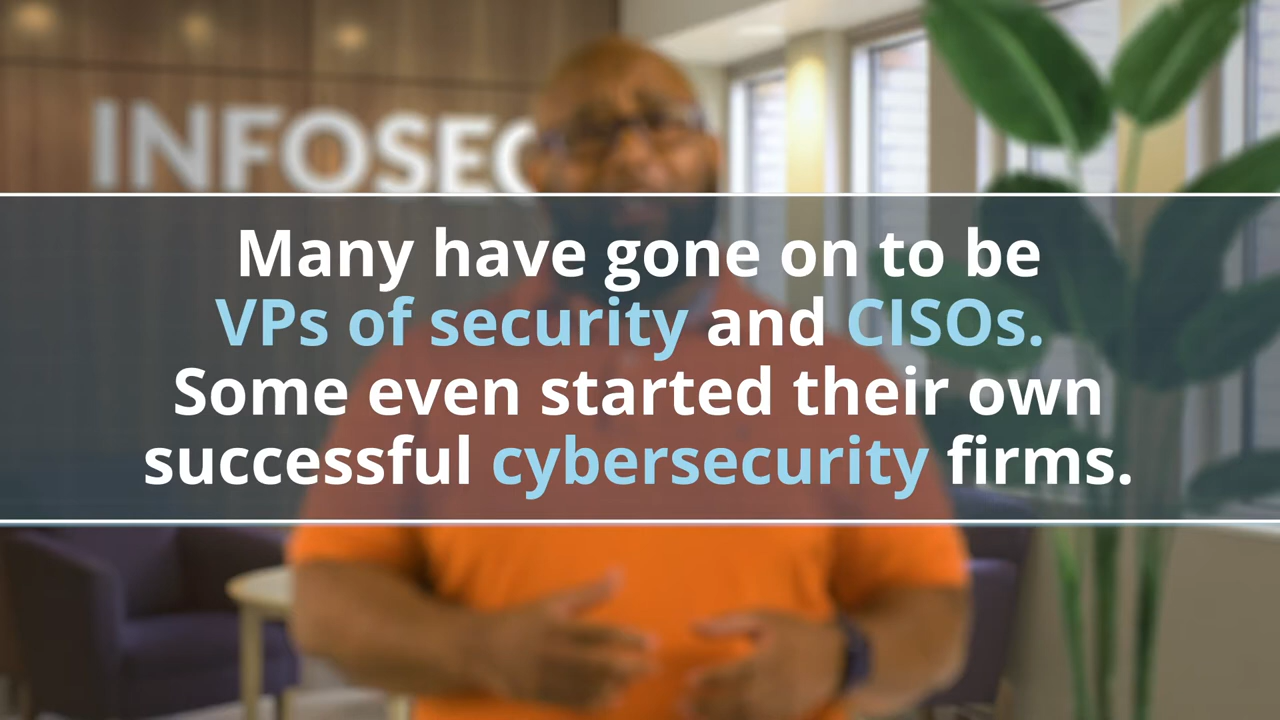 INFOSEC
Many have gone on to be
VPs of security and CISOs.
Some even started their own
successful cybersecurity firms.